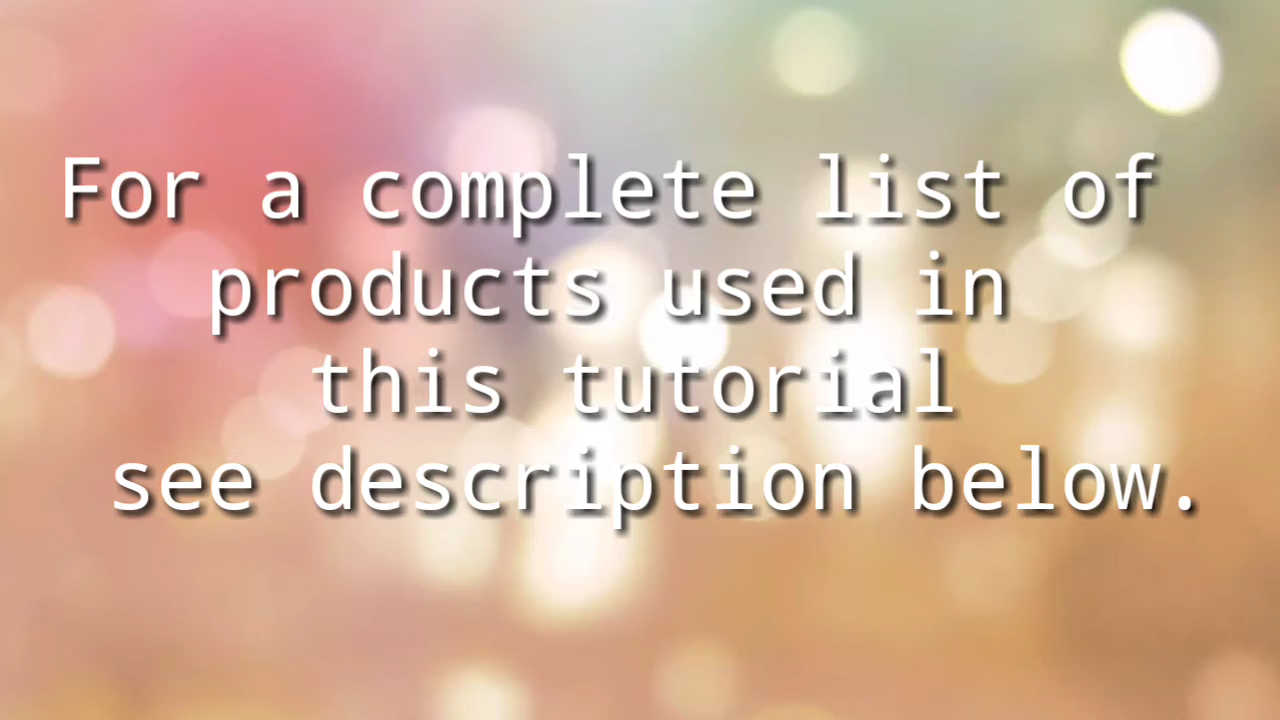 For a complete list of
products used in
this tutorial
see description below.